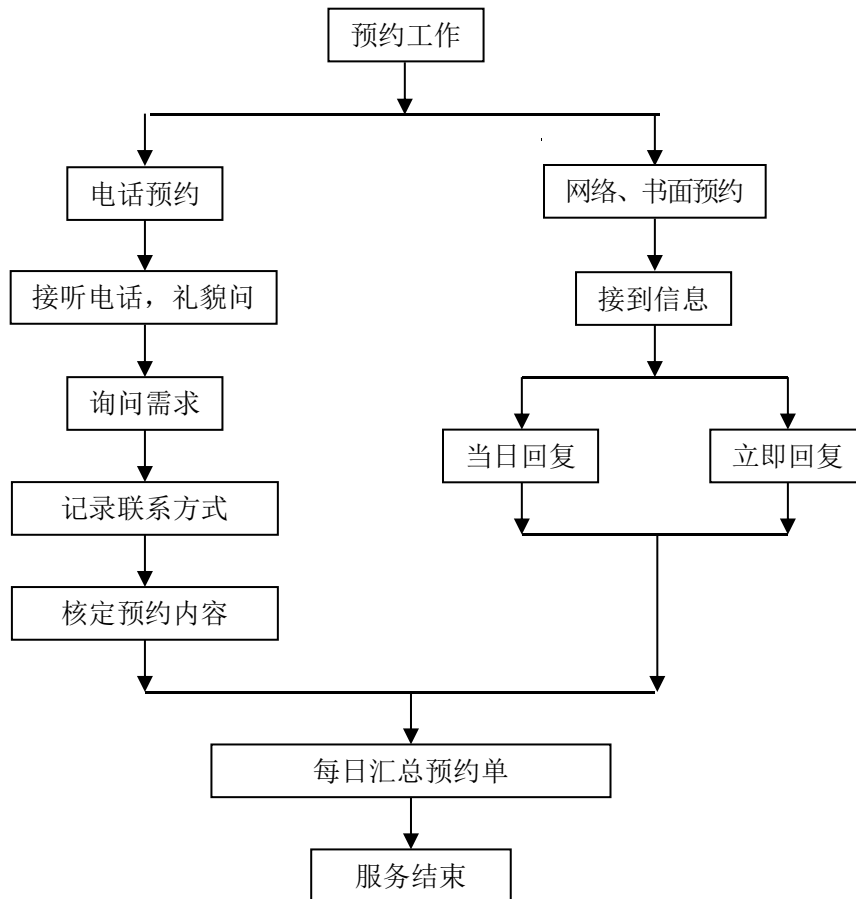 预约工作
电话预约
网络、书面预约
接听电话，礼貌问
接到信息
询问需求
当日回复
立即回复
记录联系方式
核定预约内容
每日汇总预约单
服务结束